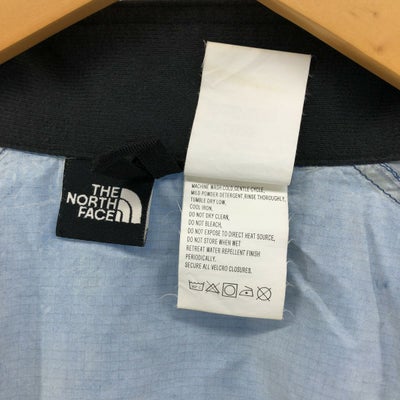 THE
NORTH
FACE
MACHINE WASH COLD GENTLE CYCLE,
MILD POWDER DETERGENT, RINSE THOROUGHLY,
TUMBLE DRY LOW.
COOL IRON.
DO NOT DRY CLEAN.
DO NOT BLEACH.
DO NOT EXPOSE TO DIRECT HEAT SOURCE.
DO NOT STORE WHEN WET
RETREAT WATER REPELLENT FINISH
PERIODICALLY.
SECURE ALL VELCRO CLOSURES.